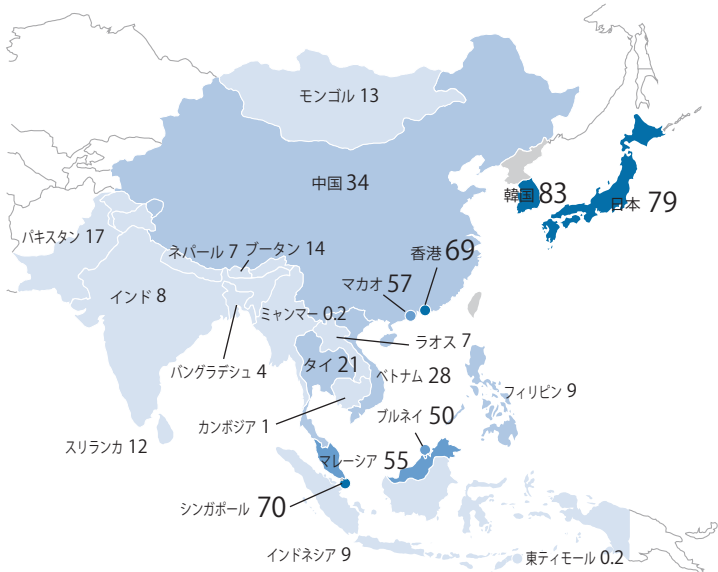 モンゴル 13
中国 34
韓国 83
日本 79
パキスタン 17
ネパール 7
ブータン 14
香港 69
マカオ 57
インド 8
ミャンマー 0.2
ラオス 7
バングラデシュ 4
タイ 21
ベトナム 28
フィリピン 9
カンボジア 1
ブルネイ 50
スリランカ 12
マレーシア 55
シンガポール 70
インドネシア 9
東ティモール 0.2